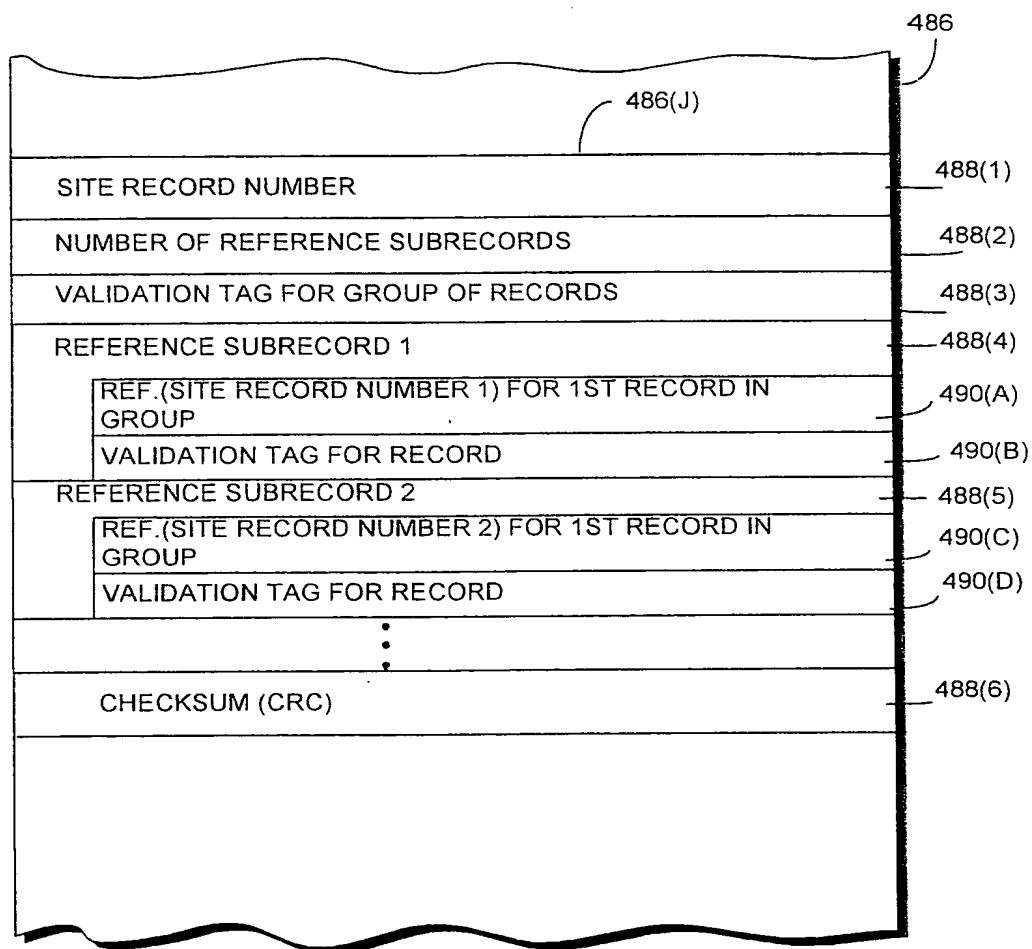 486
486(J)
SITE RECORD NUMBER
488(1)
NUMBER OF REFERENCE SUBRECORDS
488(2)
VALIDATION TAG FOR GROUP OF RECORDS
488(3)
REFERENCE SUBRECORD 1
488(4)
REF.(SITE RECORD NUMBER 1) FOR 1ST RECORD IN
GROUP
490(A)
VALIDATION TAG FOR RECORD
490(B)
REFERENCE SUBRECORD 2
488(5)
REF.(SITE RECORD NUMBER 2) FOR 1ST RECORD IN
GROUP
490(C)
VALIDATION TAG FOR RECORD
490(D)
CHECKSUM (CRC)
488(6)